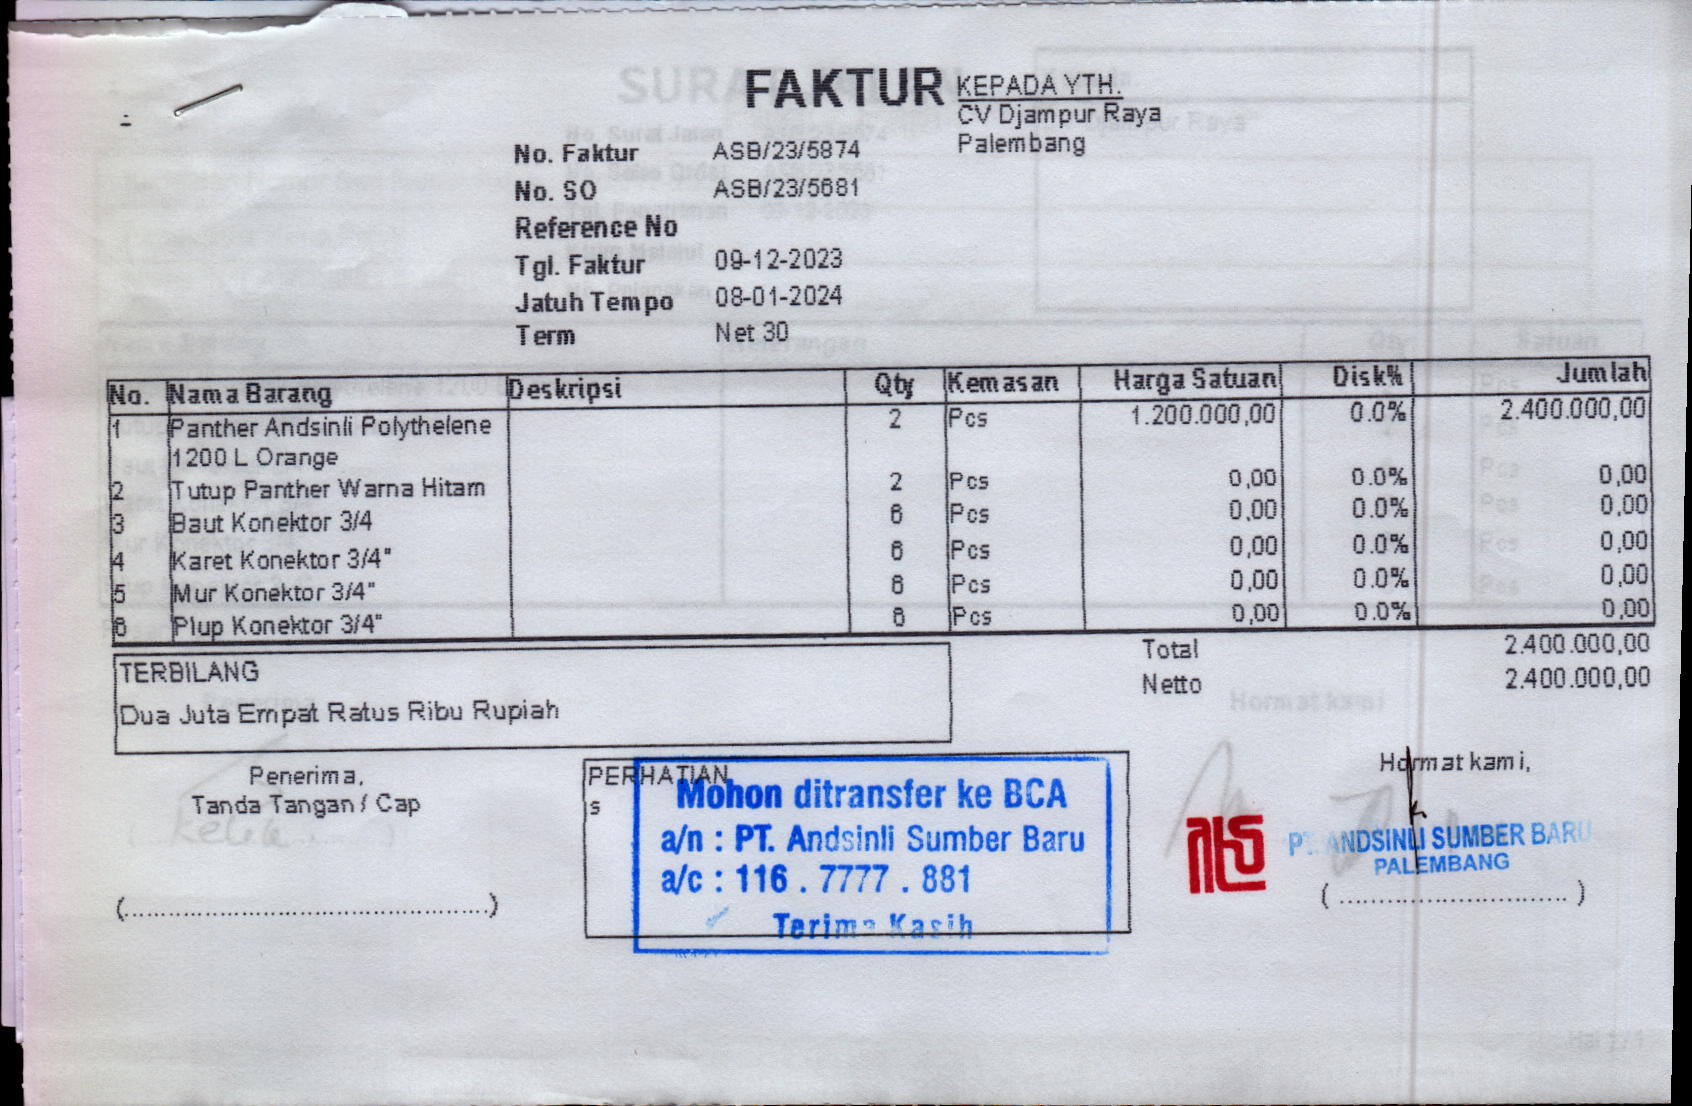 FAKTUR
KEPADA YTH.
CV Djampur Raya
Palembang
No. Faktur ASB/23/5874
No. SO ASB/23/5681
Reference No
Tgl. Faktur 09-12-2023
Jatuh Tempo 08-01-2024
Term Net 30
No. Nama Barang Deskripsi Qty Kemasan Harga Satuan Disk% Jumlah
1 Panther Andsinli Polythelene 2 Pcs 1.200.000,00 0.0% 2.400.000,00
1200 L Orange
2 Tutup Panther Warna Hitam 2 Pcs 0,00 0.0% 0,00
3 Baut Konektor 3/4 6 Pcs 0,00 0.0% 0,00
4 Karet Konektor 3/4" 6 Pcs 0,00 0.0% 0,00
5 Mur Konektor 3/4" 6 Pcs 0,00 0.0% 0,00
6 Plup Konektor 3/4" 6 Pcs 0,00 0.0% 0,00
Total 2.400.000,00
Netto 2.400.000,00
TERBILANG
Dua Juta Empat Ratus Ribu Rupiah
Penerima,
Tanda Tangan / Cap
(............................................)
PERHATIAN
s
Mohon ditransfer ke BCA
a/n : PT. Andsinli Sumber Baru
a/c : 116 . 7777 . 881
Terima Kasih
Hormat kami,
PT. ANDSINLI SUMBER BARU
PALEMBANG
(............................)